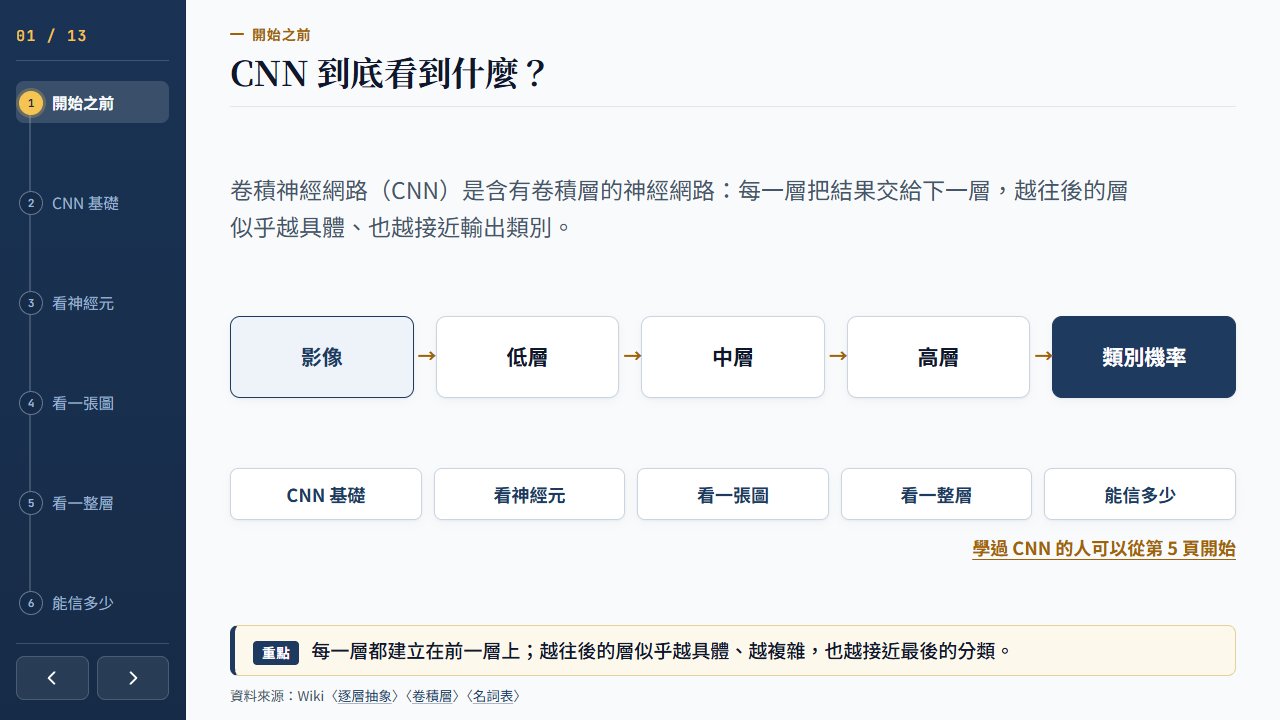 01 / 13
1 開始之前
2 CNN 基礎
3 看神經元
4 看一張圖
5 看一整層
6 能信多少
開始之前
CNN 到底看到什麼？
卷積神經網路（CNN）是含有卷積層的神經網路：每一層把結果交給下一層，越往後的層
似乎越具體、也越接近輸出類別。
影像 → 低層 → 中層 → 高層 → 類別機率
CNN 基礎 看神經元 看一張圖 看一整層 能信多少
學過 CNN 的人可以從第 5 頁開始
重點 每一層都建立在前一層上；越往後的層似乎越具體、越複雜，也越接近最後的分類。
資料來源：Wiki〈逐層抽象〉〈卷積層〉〈名詞表〉